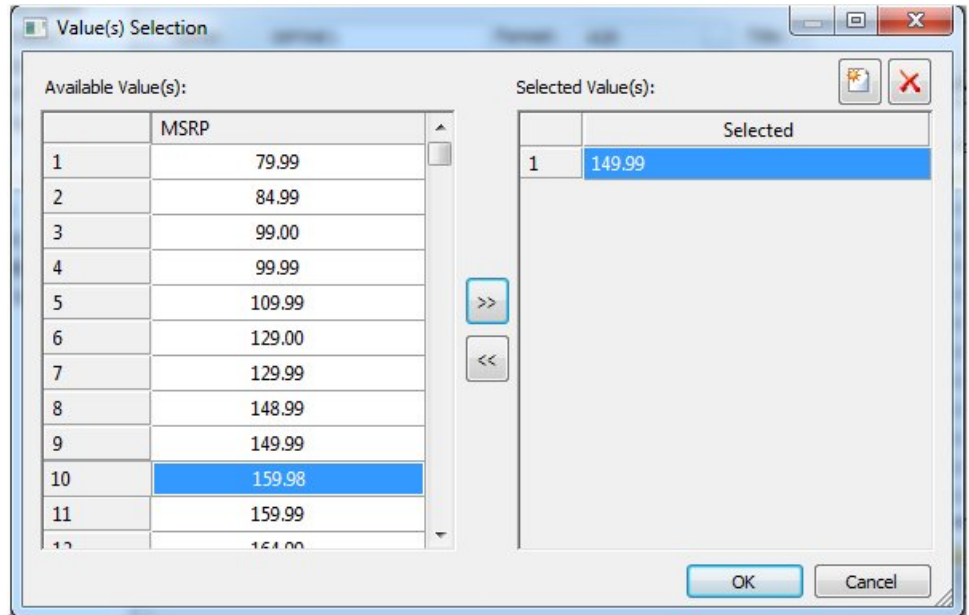 Value(s) Selection
Available Value(s):
Selected Value(s):
MSRP
Selected
1 79.99
1 149.99
2 84.99
3 99.00
4 99.99
5 109.99
>>
6 129.00
<<
7 129.99
8 148.99
9 149.99
10 159.98
11 159.99
OK
Cancel